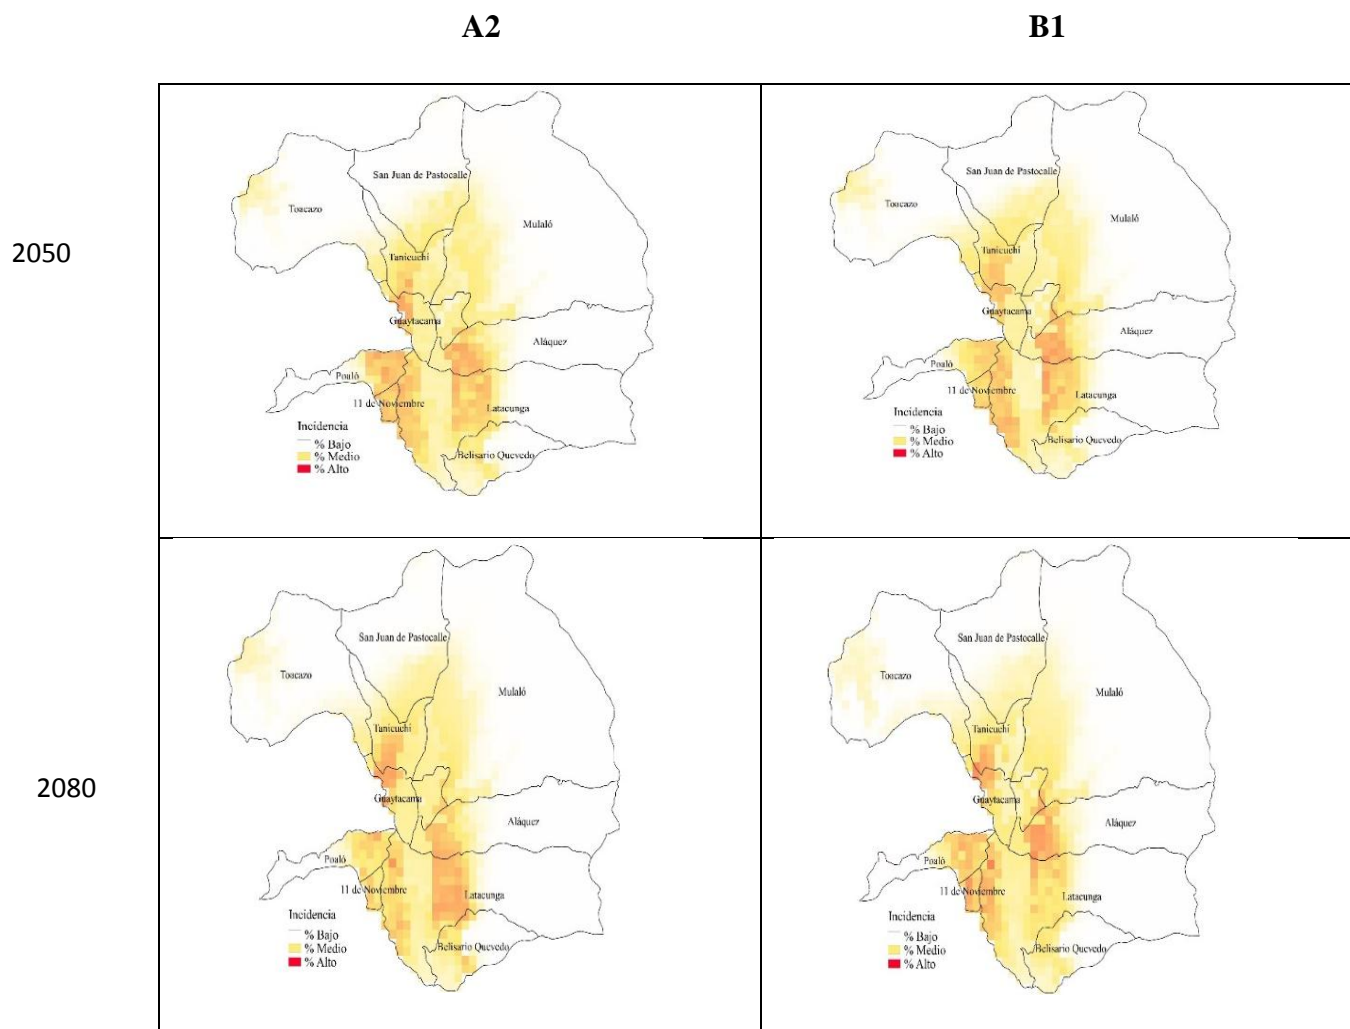 A2
B1
2050
San Juan de Pastocalle
Toacazo
Mulaló
Tanicuchí
Guaytacama
Aláquez
Poaló
11 de Noviembre
Latacunga
Incidencia
% Bajo
% Medio
% Alto
Belisario Quevedo
San Juan de Pastocalle
Toacazo
Mulaló
Tanicuchí
Guaytacama
Aláquez
Poaló
11 de Noviembre
Latacunga
Incidencia
% Bajo
% Medio
% Alto
Belisario Quevedo
2080
San Juan de Pastocalle
Toacazo
Mulaló
Tanicuchí
Guaytacama
Aláquez
Poaló
11 de Noviembre
Latacunga
Incidencia
% Bajo
% Medio
% Alto
Belisario Quevedo
San Juan de Pastocalle
Toacazo
Mulaló
Tanicuchí
Guaytacama
Aláquez
Poaló
11 de Noviembre
Latacunga
Incidencia
% Bajo
% Medio
% Alto
Belisario Quevedo